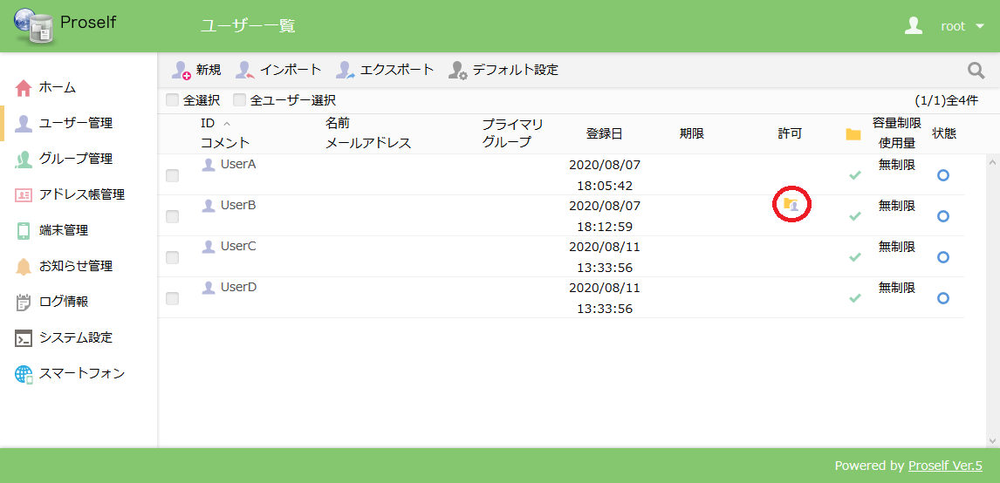 Proself
ユーザー一覧
root
新規 インポート エクスポート デフォルト設定
全選択 全ユーザー選択 (1/1)全4件
ホーム
ユーザー管理
グループ管理
アドレス帳管理
端末管理
お知らせ管理
ログ情報
システム設定
スマートフォン
ID 名前 プライマリ 登録日 期限 許可 容量制限 状態
コメント メールアドレス グループ 使用量
UserA 2020/08/07 無制限
18:05:42
UserB 2020/08/07 無制限
18:12:59
UserC 2020/08/11 無制限
13:33:56
UserD 2020/08/11 無制限
13:33:56
Powered by Proself Ver.5